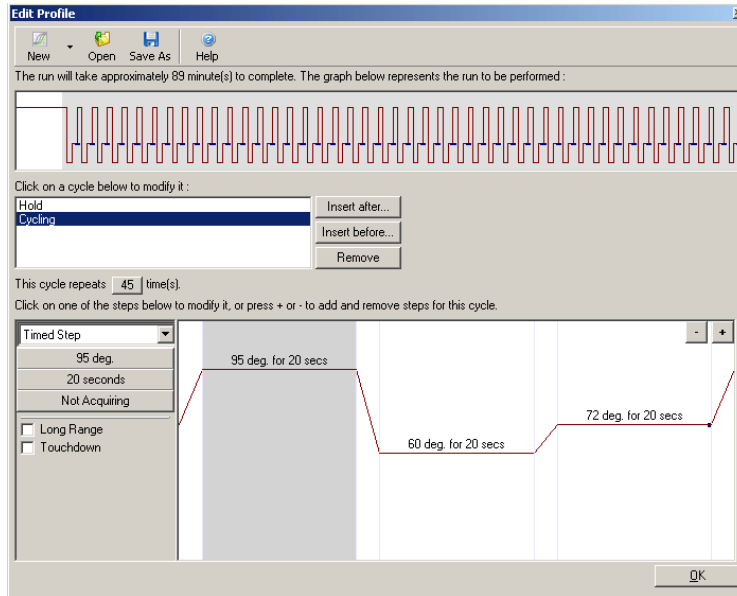 Edit Profile
New Open Save As Help
The run will take approximately 89 minute(s) to complete. The graph below represents the run to be performed :
Click on a cycle below to modify it :
Hold
Cycling
Insert after...
Insert before...
Remove
This cycle repeats 45 time(s).
Click on one of the steps below to modify it, or press + or - to add and remove steps for this cycle.
Timed Step
95 deg.
20 seconds
Not Acquiring
Long Range
Touchdown
- +
95 deg. for 20 secs
72 deg. for 20 secs
60 deg. for 20 secs
OK